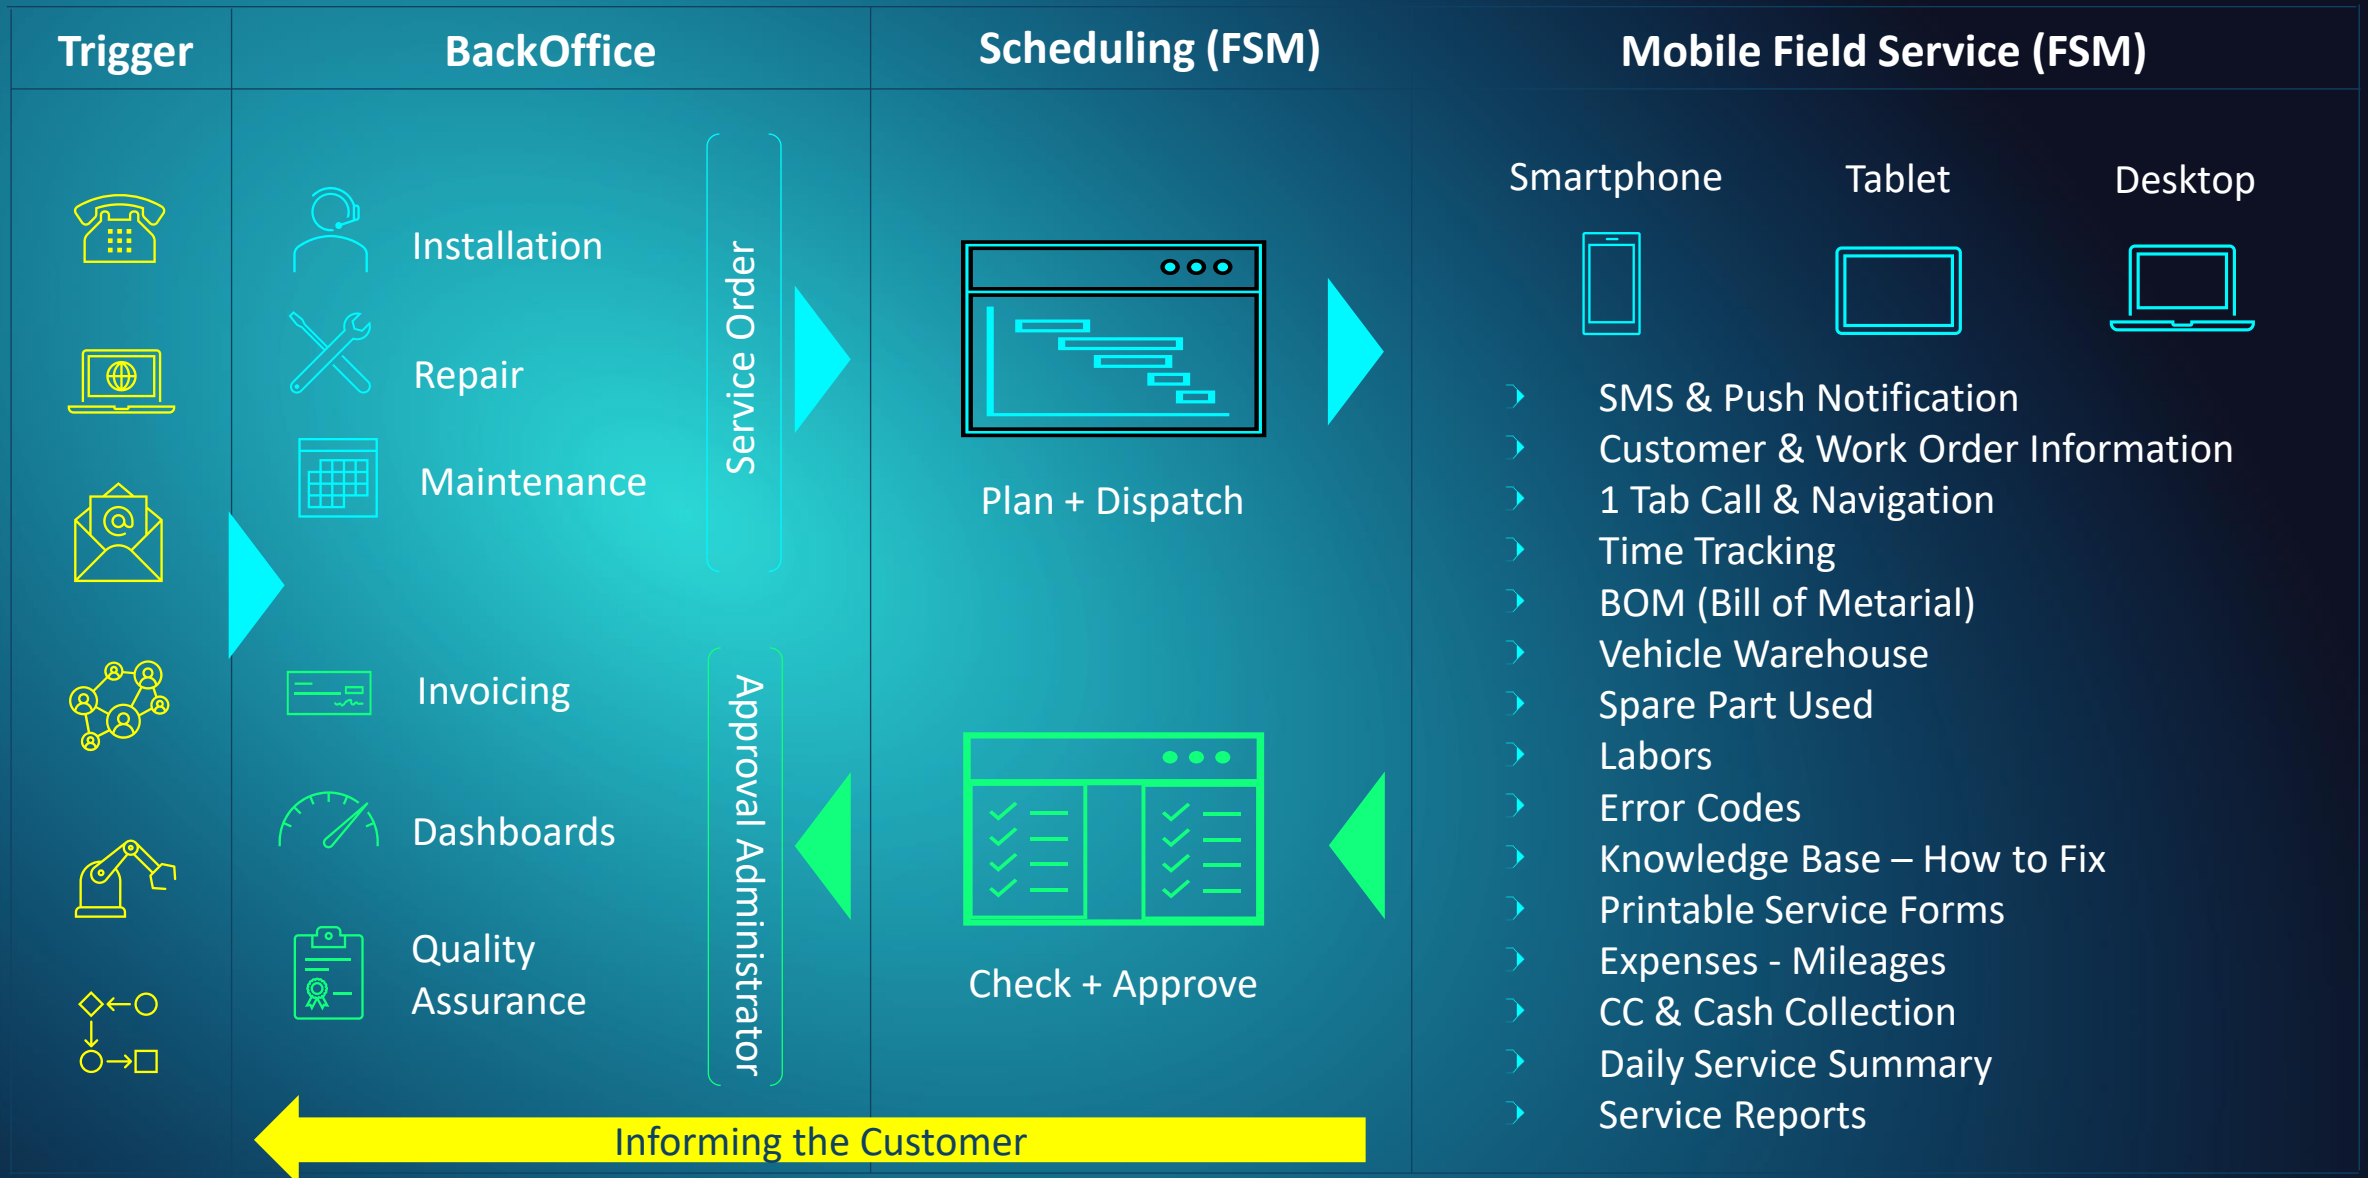 Trigger
BackOffice
Scheduling (FSM)
Mobile Field Service (FSM)
Installation
Repair
Maintenance
Service Order
Invoicing
Dashboards
Quality
Assurance
Approval Administrator
Plan + Dispatch
Check + Approve
Smartphone
Tablet
Desktop
SMS & Push Notification
Customer & Work Order Information
1 Tab Call & Navigation
Time Tracking
BOM (Bill of Metarial)
Vehicle Warehouse
Spare Part Used
Labors
Error Codes
Knowledge Base – How to Fix
Printable Service Forms
Expenses - Mileages
CC & Cash Collection
Daily Service Summary
Service Reports
Informing the Customer